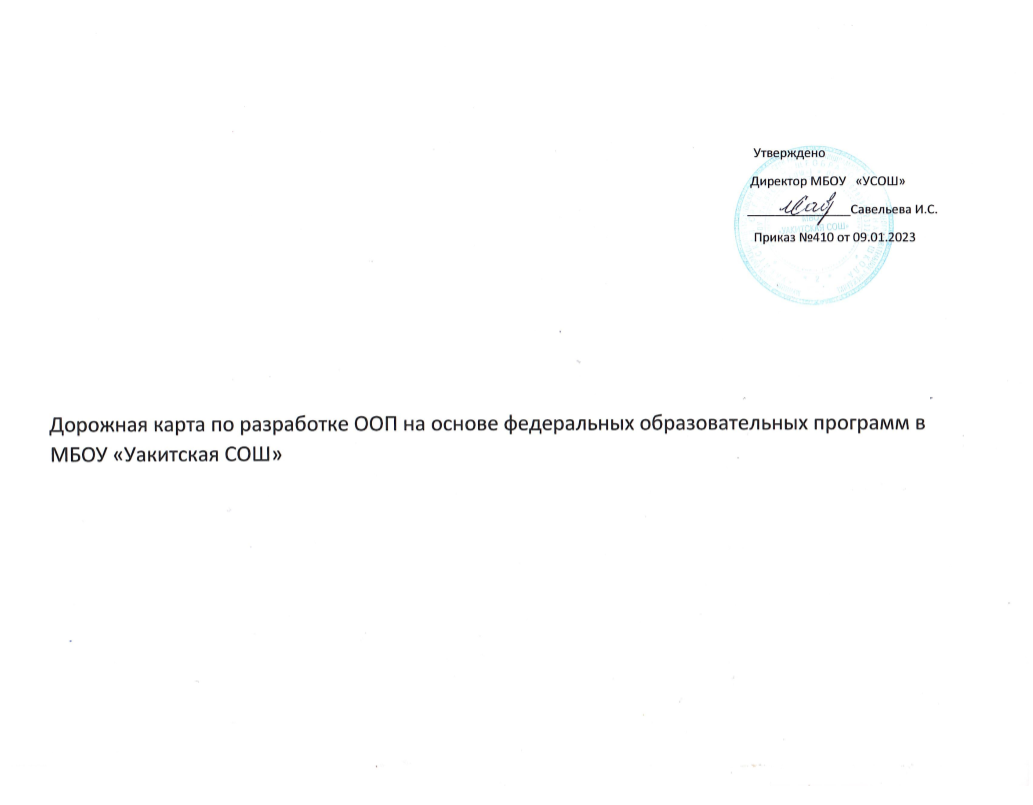 Утверждено
Директор МБОУ «УСОШ»
Савельева И.С.
Приказ №410 от 09.01.2023
Дорожная карта по разработке ООП на основе федеральных образовательных программ в
МБОУ «Уакитская СОШ»